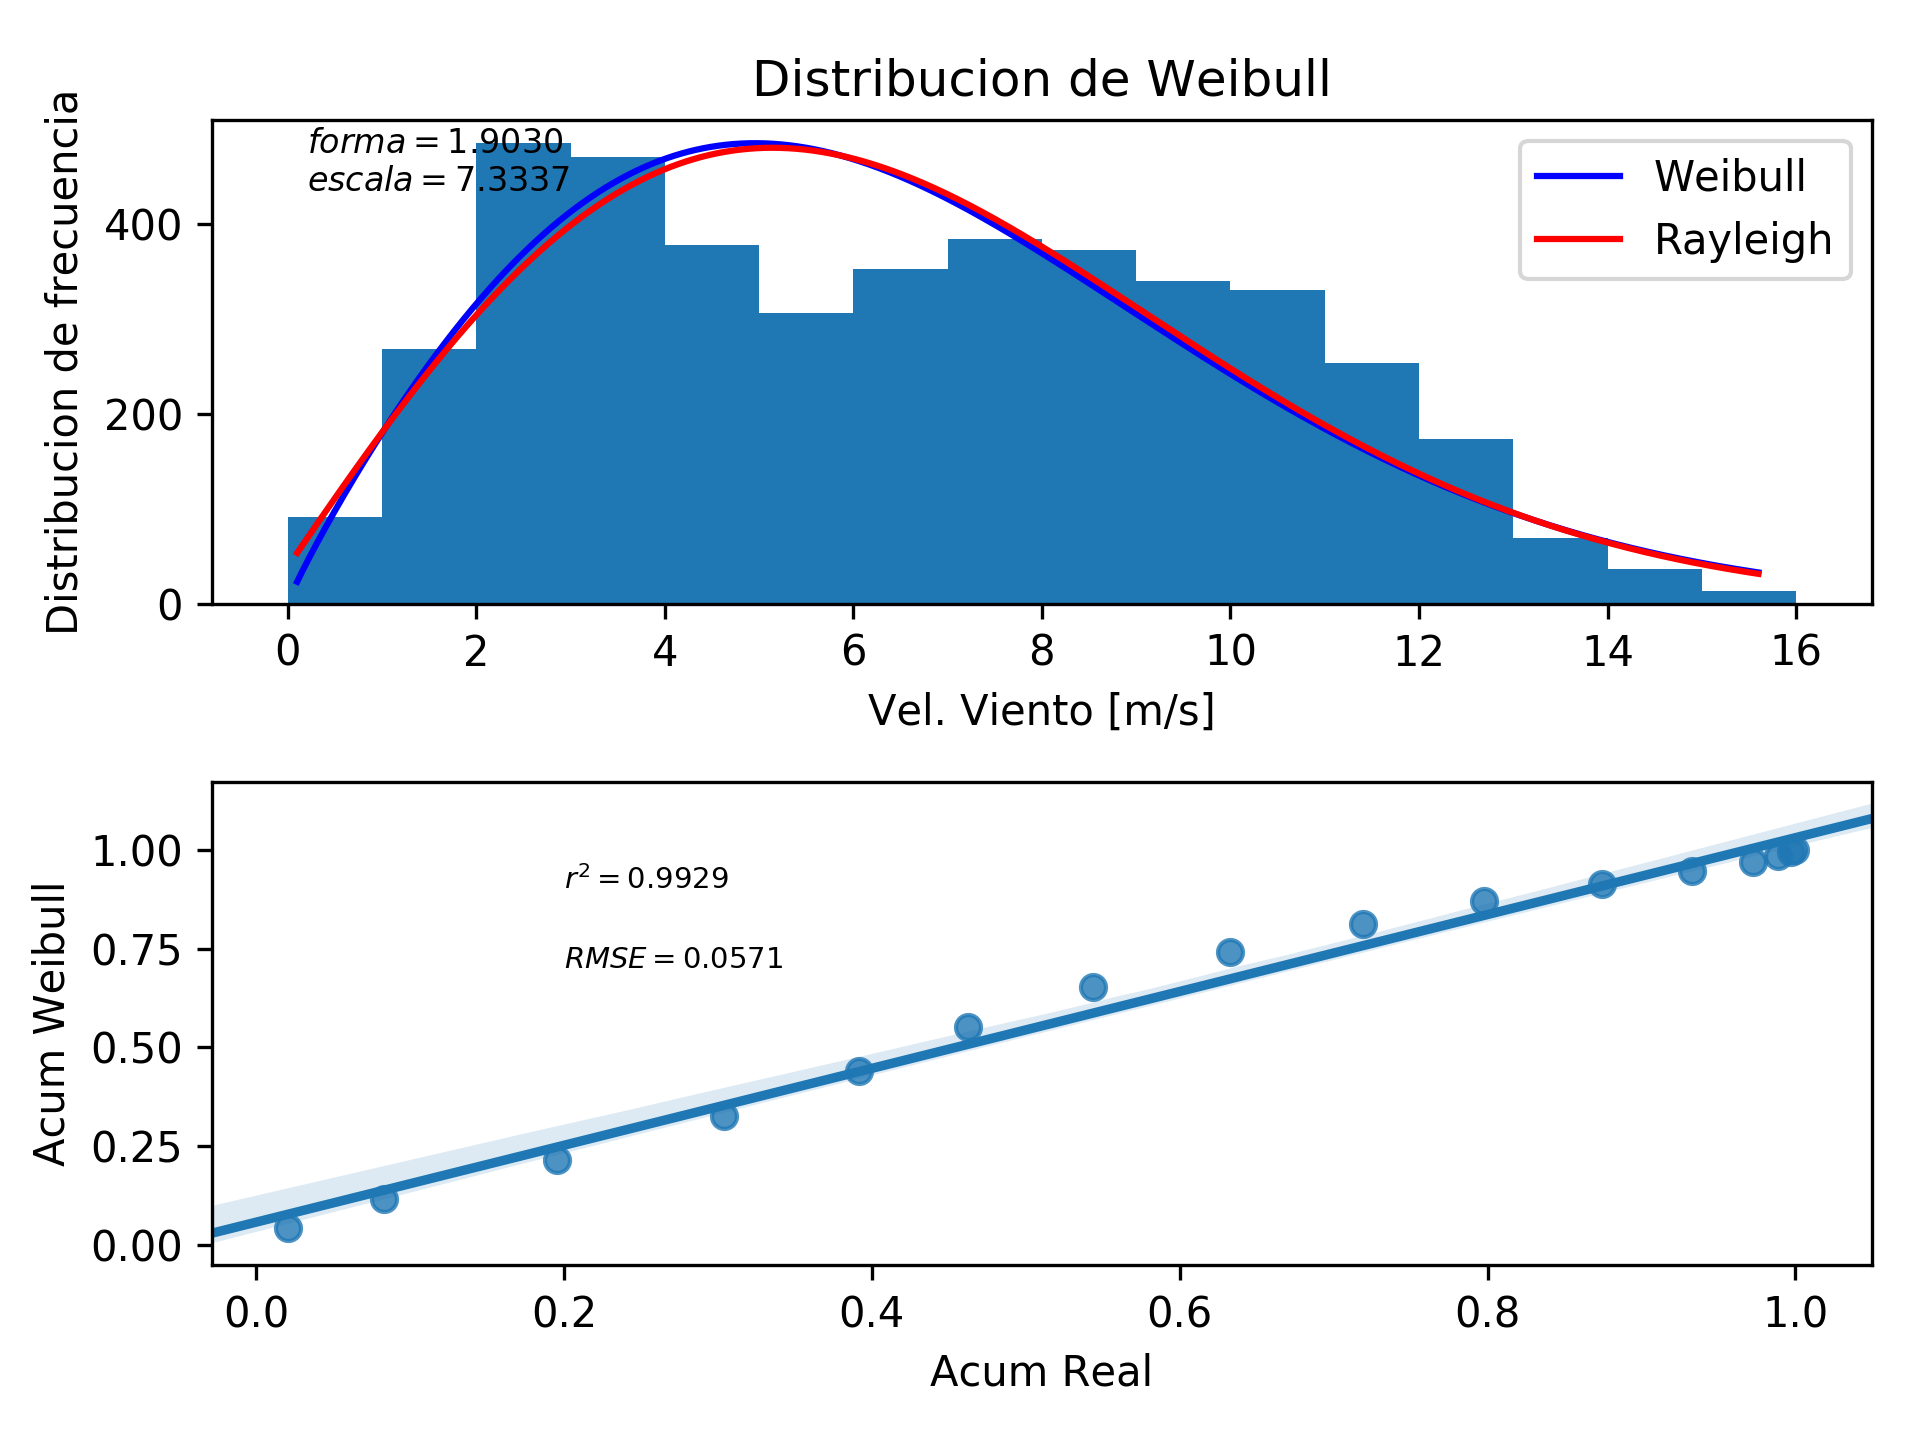 Distribucion de Weibull
Distribucion de frecuencia
forma = 1.9030
escala = 7.3337
Weibull
Rayleigh
400
200
0
0 2 4 6 8 10 12 14 16
Vel. Viento [m/s]
Acum Weibull
r² = 0.9929
RMSE = 0.0571
1.00
0.75
0.50
0.25
0.00
0.0 0.2 0.4 0.6 0.8 1.0
Acum Real